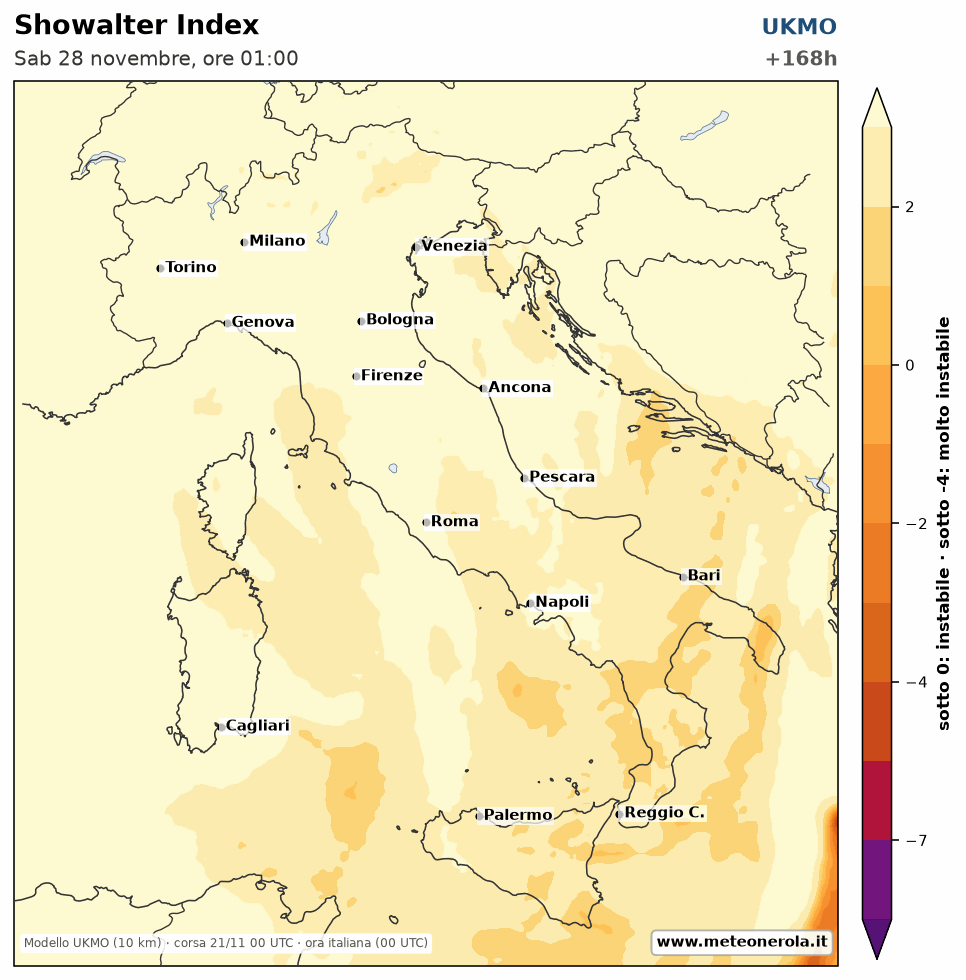 Showalter Index
UKMO
Sab 28 novembre, ore 01:00
+168h
Milano
Venezia
Torino
Genova
Bologna
Firenze
Ancona
Pescara
Roma
Bari
Napoli
Cagliari
Palermo
Reggio C.
2
0
−2
−4
−7
sotto 0: instabile · sotto -4: molto instabile
Modello UKMO (10 km) · corsa 21/11 00 UTC · ora italiana (00 UTC)
www.meteonerola.it